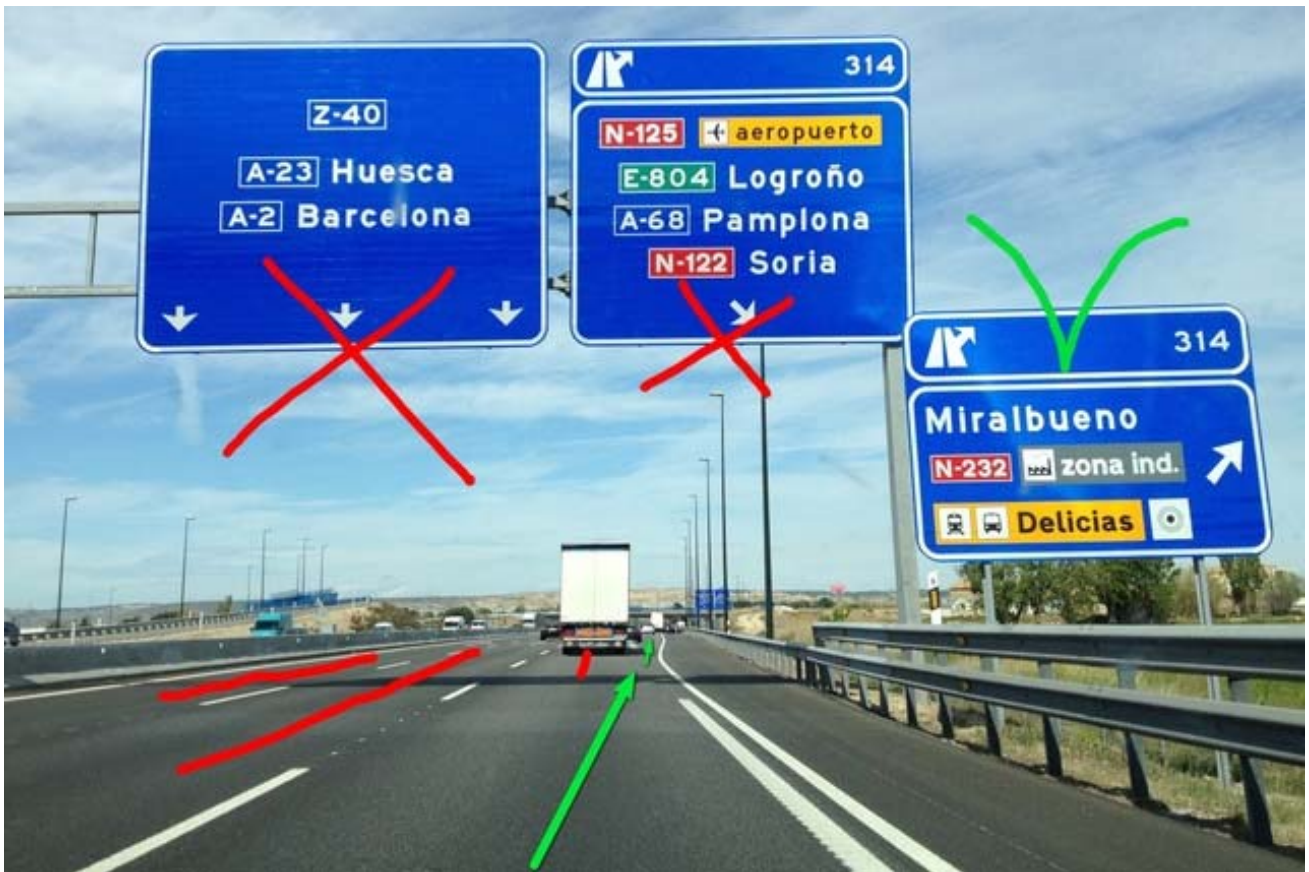 Z-40
A-23 Huesca
A-2 Barcelona
314
N-125 aeropuerto
E-804 Logroño
A-68 Pamplona
N-122 Soria
314
Miralbueno
N-232 zona ind.
Delicias